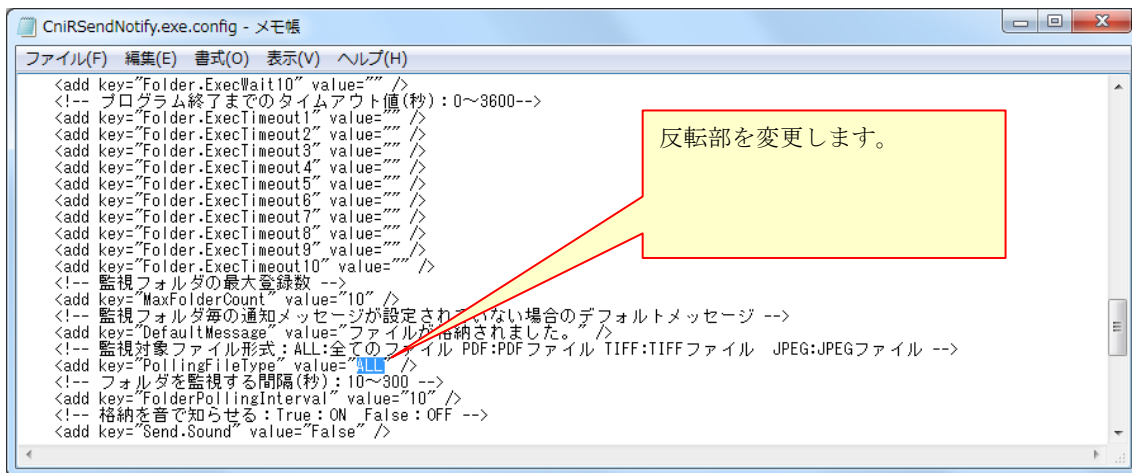 CniRSendNotify.exe.config - メモ帳
ファイル(F) 編集(E) 書式(O) 表示(V) ヘルプ(H)
<add key="Folder.ExecWait10" value="" />
<!-- プログラム終了までのタイムアウト値(秒)：0～3600-->
<add key="Folder.ExecTimeout1" value="" />
<add key="Folder.ExecTimeout2" value="" />
<add key="Folder.ExecTimeout3" value="" />
<add key="Folder.ExecTimeout4" value="" />
<add key="Folder.ExecTimeout5" value="" />
<add key="Folder.ExecTimeout6" value="" />
<add key="Folder.ExecTimeout7" value="" />
<add key="Folder.ExecTimeout8" value="" />
<add key="Folder.ExecTimeout9" value="" />
<add key="Folder.ExecTimeout10" value="" />
<!-- 監視フォルダの最大登録数 -->
<add key="MaxFolderCount" value="10" />
<!-- 監視フォルダ毎の通知メッセージが設定されていない場合のデフォルトメッセージ -->
<add key="DefaultMessage" value="ファイルが格納されました。" />
<!-- 監視対象ファイル形式：ALL:全てのファイル PDF:PDFファイル TIFF:TIFFファイル　JPEG:JPEGファイル -->
<add key="PollingFileType" value="ALL" />
<!-- フォルダを監視する間隔(秒)：10～300 -->
<add key="FolderPollingInterval" value="10" />
<!-- 格納を音で知らせる：True：ON　False：OFF -->
<add key="Send.Sound" value="False" />
反転部を変更します。